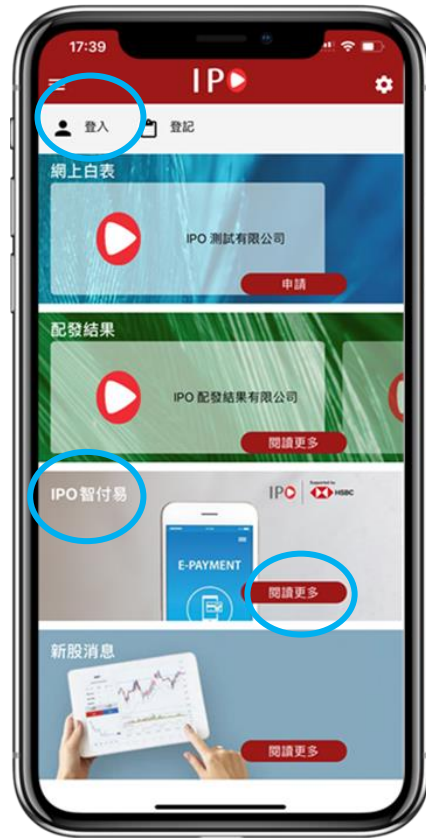 17:39
IPO
登入
登記
網上白表
IPO 測試有限公司
申請
配發結果
IPO 配發結果有限公司
閱讀更多
IPO智付易
IPO
Supported by
HSBC
E-PAYMENT
閱讀更多
新股消息
閱讀更多